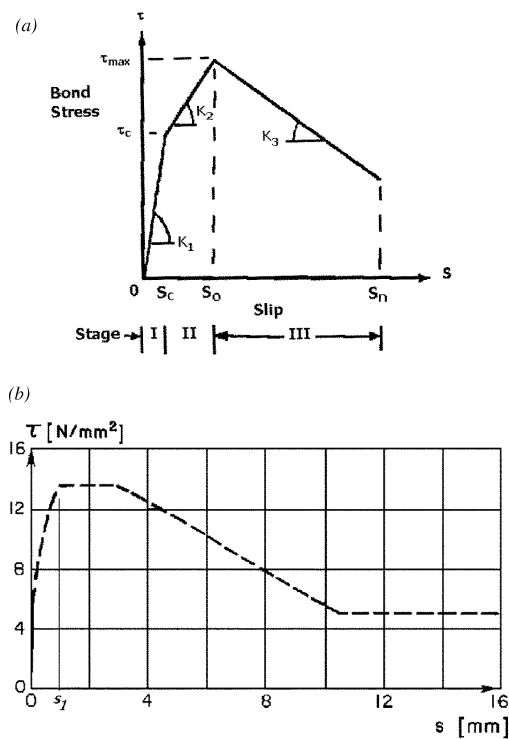 (a)
τ
τmax
Bond
Stress
K2
τc
K3
K1
0 Sc So Sn S
Slip
Stage I II III
(b)
τ [N/mm²]
16
12
8
4
0
0 s1 4 8 12 16
s [mm]